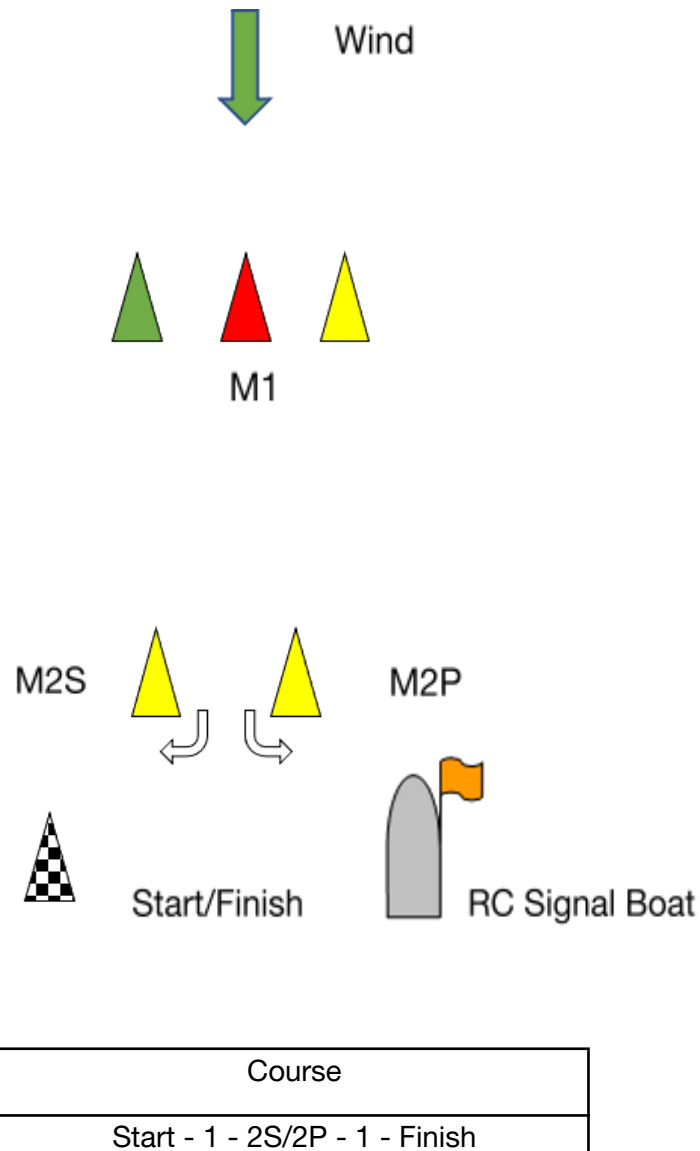 Wind
M1
M2S
M2P
Start/Finish
RC Signal Boat
Course
Start - 1 - 2S/2P - 1 - Finish